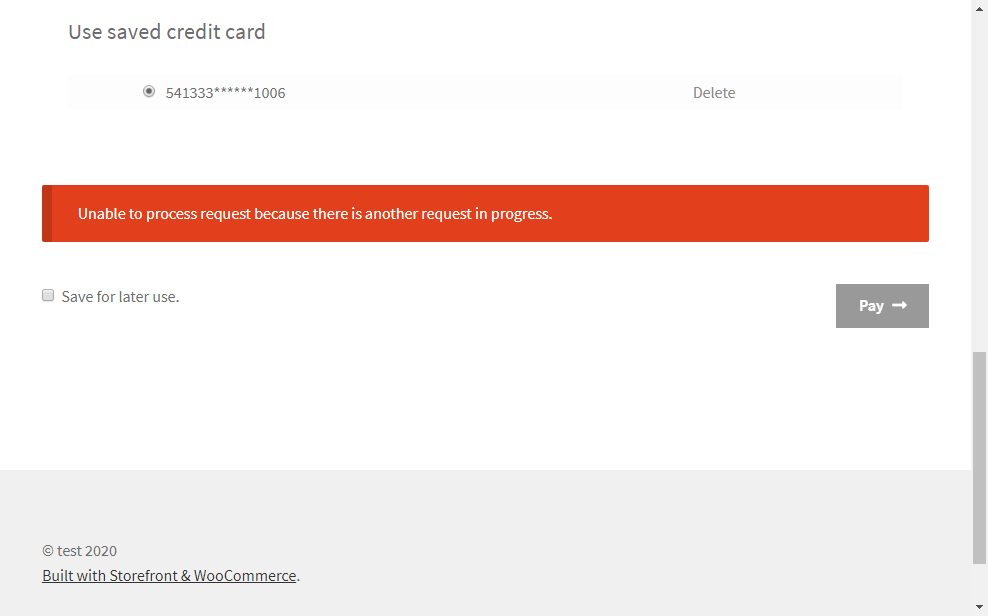 Use saved credit card
541333******1006
Delete
Unable to process request because there is another request in progress.
Save for later use.
Pay →
© test 2020
Built with Storefront & WooCommerce.